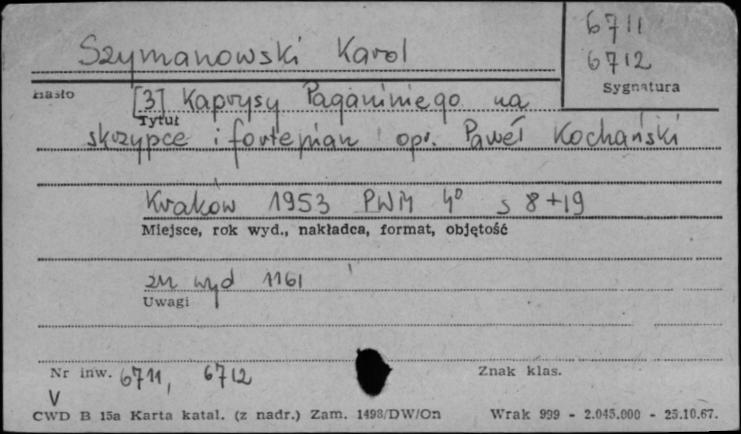 6711
Szymanowski Karol
6712
Hasło
Sygnatura
[3] Kaprysy Paganiniego na
Tytuł
skrzypce i fortepian opr. Paweł Kochański
Kraków 1953 PWM 4° s 8+19
Miejsce, rok wyd., nakładca, format, objętość
zn wyd 1161
Uwagi
Nr inw. 6711, 6712
Znak klas.
V
CWD B 15a Karta katal. (z nadr.) Zam. 1498/DW/On Wrak 999 - 2.045.000 - 25.10.67.